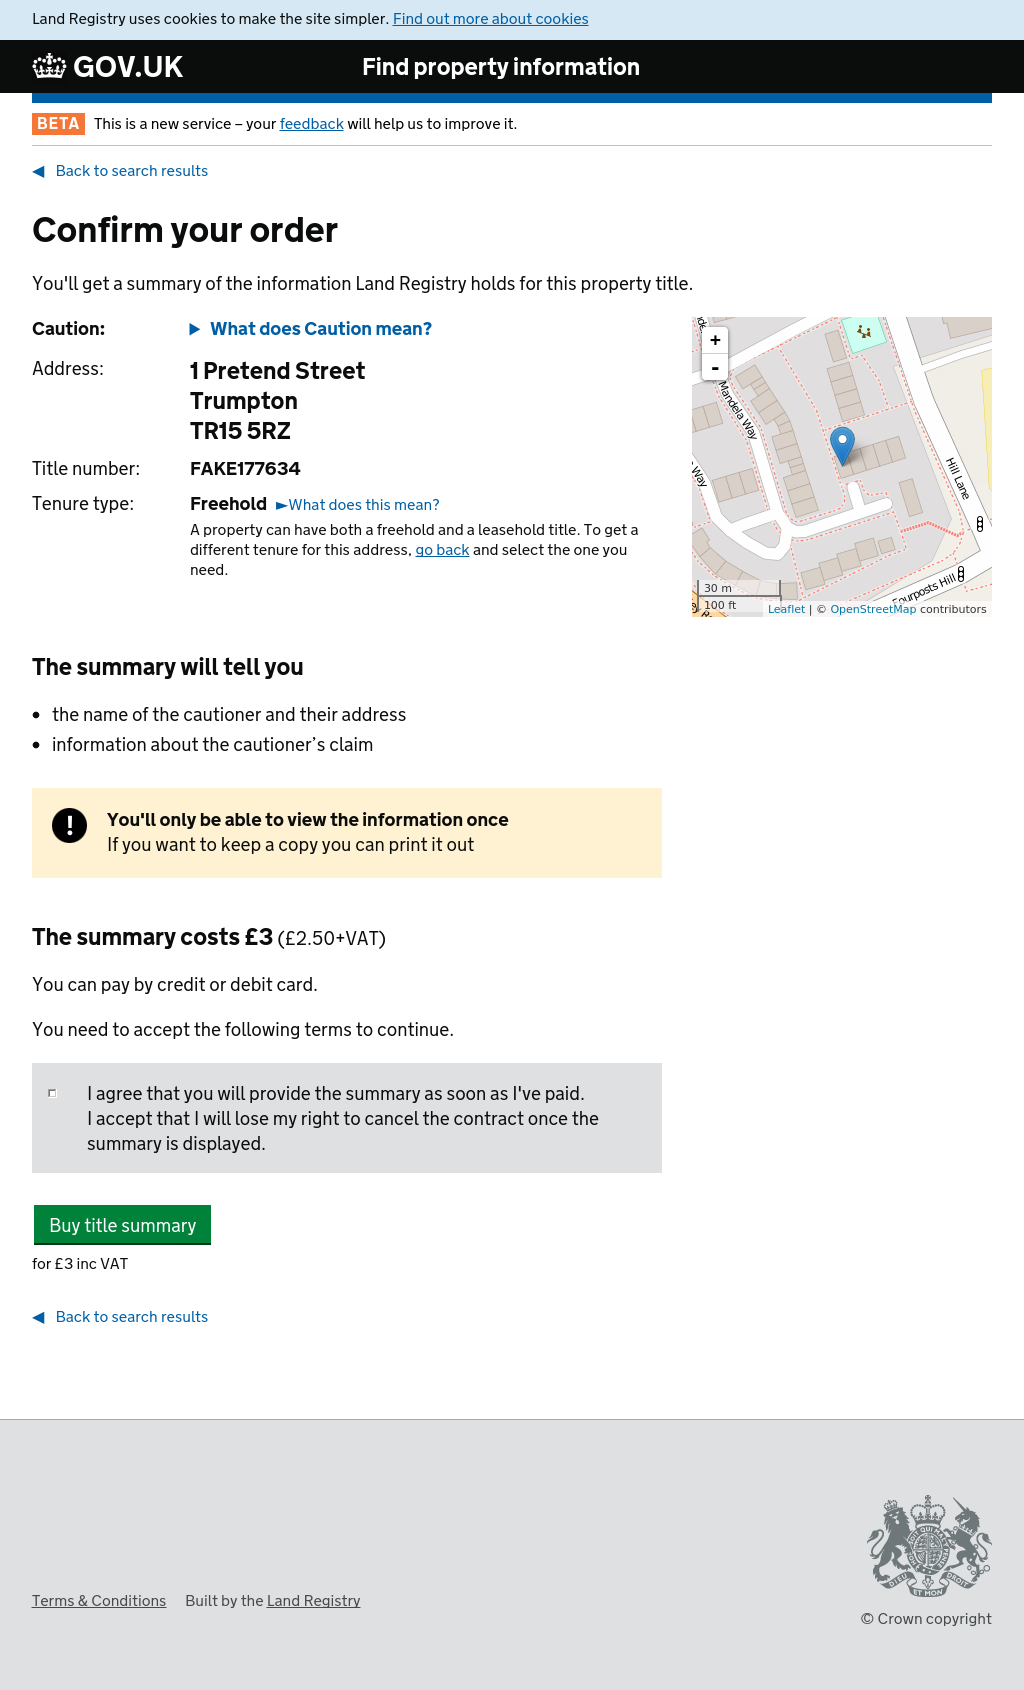 Land Registry uses cookies to make the site simpler. Find out more about cookies
GOV.UK
Find property information
BETA This is a new service – your feedback will help us to improve it.
◀ Back to search results
Confirm your order
You'll get a summary of the information Land Registry holds for this property title.
Caution: ▶ What does Caution mean?
Address: 1 Pretend Street
Trumpton
TR15 5RZ
Title number: FAKE177634
Tenure type: Freehold ►What does this mean?
A property can have both a freehold and a leasehold title. To get a
different tenure for this address, go back and select the one you
need.
+
-
Mandela Way
Way
Hill Lane
Fourposts Hill
30 m
100 ft
Leaflet | © OpenStreetMap contributors
The summary will tell you
• the name of the cautioner and their address
• information about the cautioner’s claim
!
You'll only be able to view the information once
If you want to keep a copy you can print it out
The summary costs £3 (£2.50+VAT)
You can pay by credit or debit card.
You need to accept the following terms to continue.
I agree that you will provide the summary as soon as I've paid.
I accept that I will lose my right to cancel the contract once the
summary is displayed.
Buy title summary
for £3 inc VAT
◀ Back to search results
DIEU ET MON DROIT
Terms & Conditions Built by the Land Registry
© Crown copyright